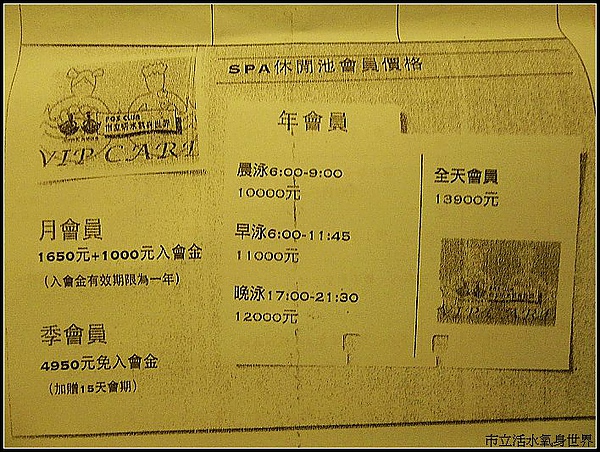 SPA休閒池會員價格
FOX CLUB
VIP CART
月會員
1650元+1000元入會金
（入會金有效期限為一年）
季會員
4950元免入會金
（加贈15天會期）
年會員
晨泳6:00-9:00
10000元
早泳6:00-11:45
11000元
晚泳17:00-21:30
12000元
全天會員
13900元
VIP CART
市立活水氧身世界